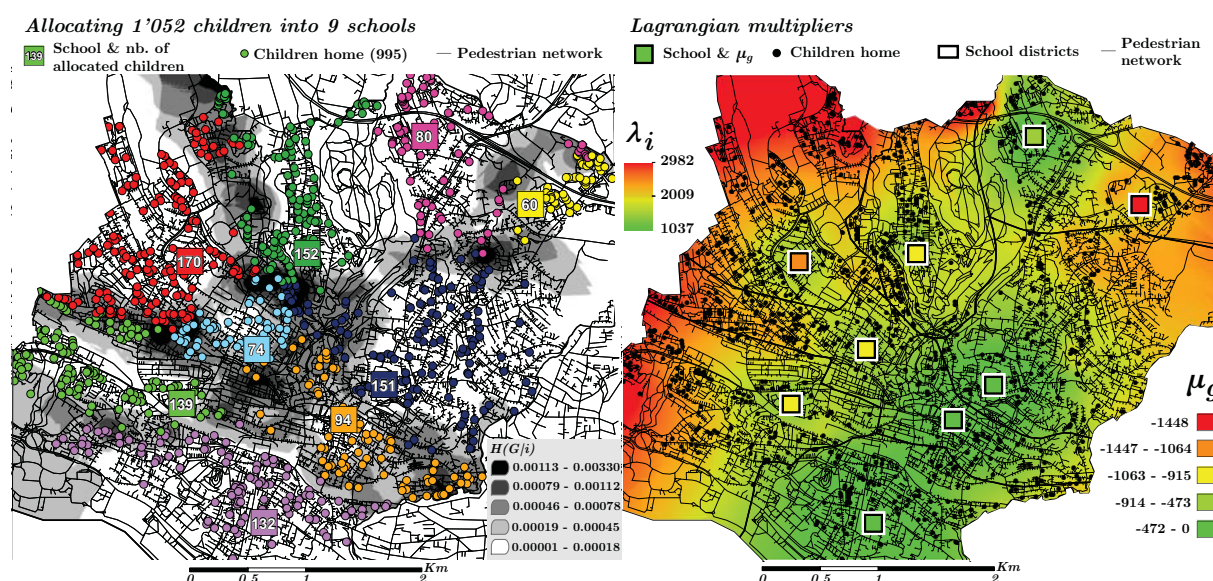 Allocating 1'052 children into 9 schools
139
School & nb. of
allocated children
Children home (995)
Pedestrian network
80
60
152
170
74
151
139
94
132
H(G|i)
0.00113 - 0.00330
0.00079 - 0.00112
0.00046 - 0.00078
0.00019 - 0.00045
0.00001 - 0.00018
0 0.5 1 2
Km
Lagrangian multipliers
School & μg
Children home
School districts
Pedestrian
network
λi
2982
2009
1037
μg
-1448
-1447 - -1064
-1063 - -915
-914 - -473
-472 - 0
0 0.5 1 2
Km